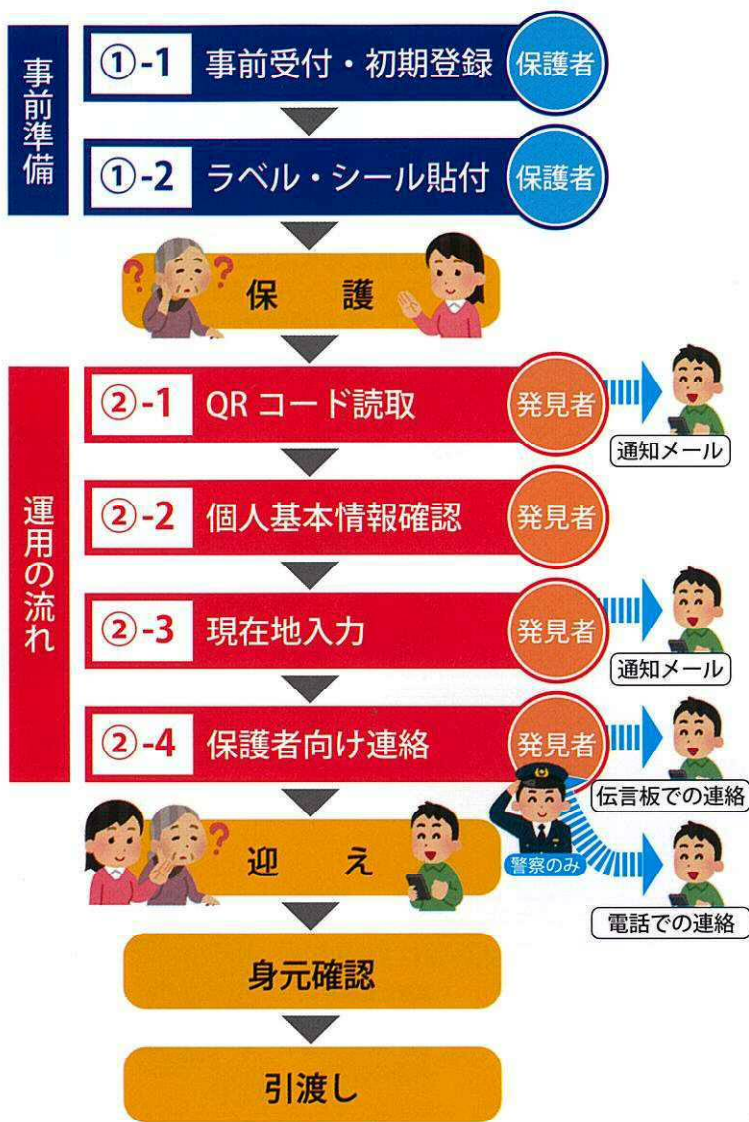 事前準備
①-1 事前受付・初期登録 保護者
①-2 ラベル・シール貼付 保護者
? ?
保 護
運用の流れ
②-1 QRコード読取 発見者
通知メール
②-2 個人基本情報確認 発見者
②-3 現在地入力 発見者
通知メール
②-4 保護者向け連絡 発見者
伝言板での連絡
?
迎 え
警察のみ
電話での連絡
身元確認
引渡し